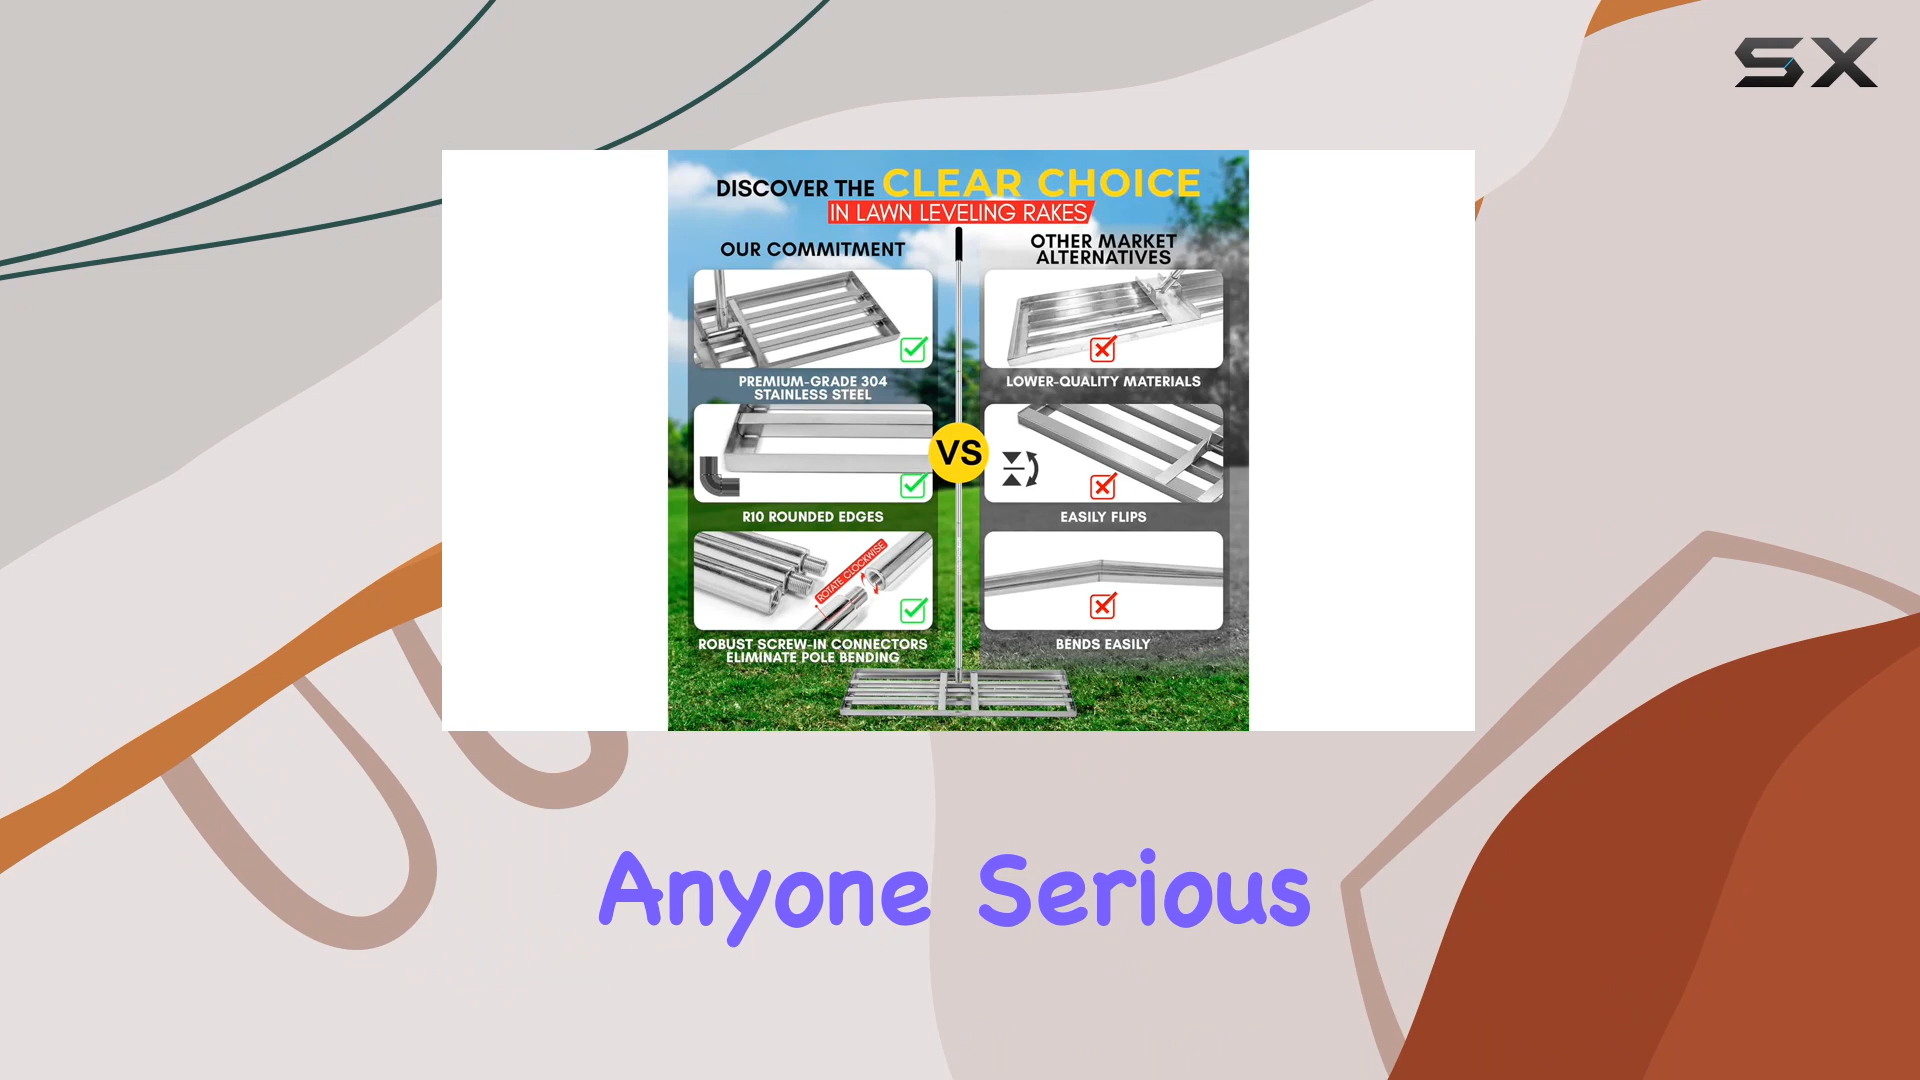 SX
DISCOVER THE CLEAR CHOICE
IN LAWN LEVELING RAKES
OUR COMMITMENT
OTHER MARKET
ALTERNATIVES
PREMIUM-GRADE 304
STAINLESS STEEL
LOWER-QUALITY MATERIALS
VS
R10 ROUNDED EDGES
EASILY FLIPS
ROTATE CLOCKWISE
ROBUST SCREW-IN CONNECTORS
ELIMINATE POLE BENDING
BENDS EASILY
Anyone Serious